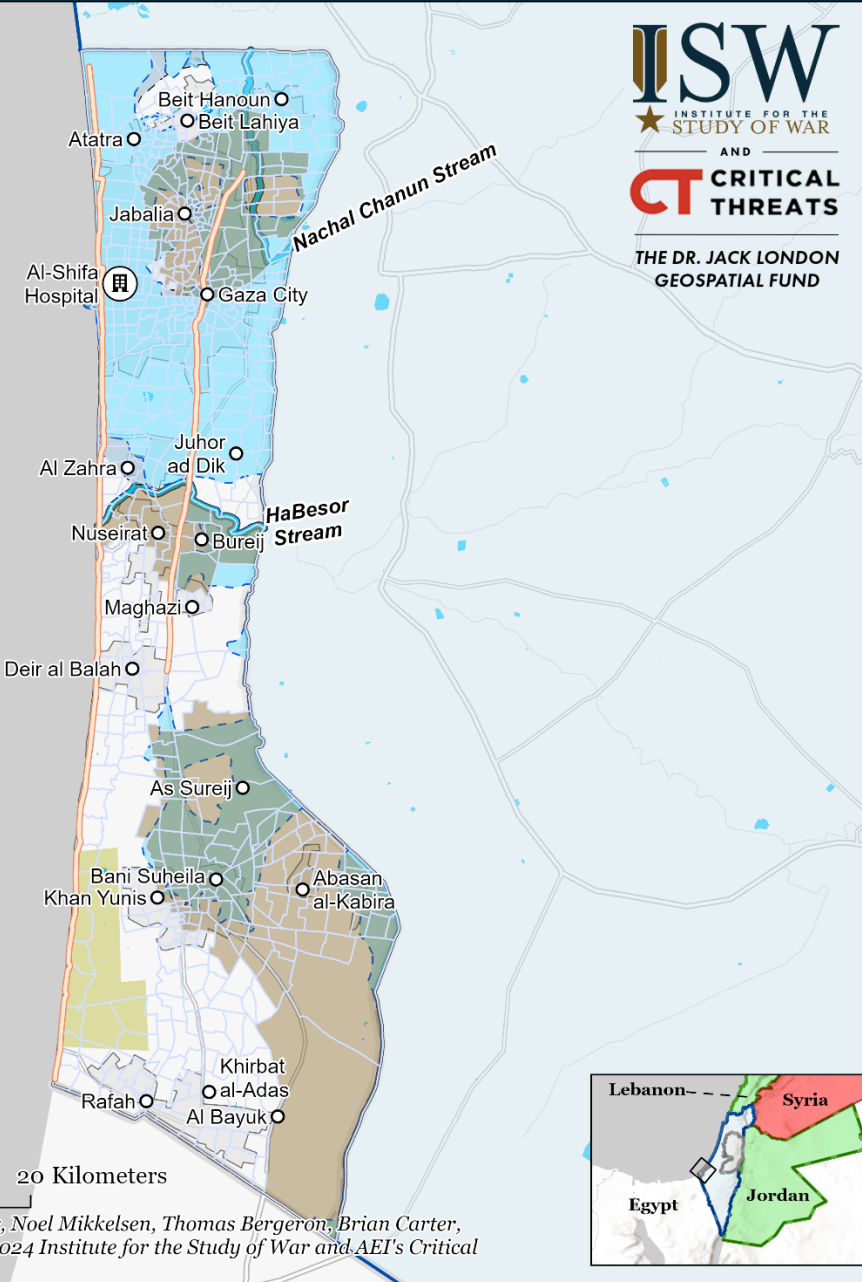 ISW
INSTITUTE FOR THE
STUDY OF WAR
AND
CT CRITICAL
THREATS
THE DR. JACK LONDON
GEOSPATIAL FUND
Beit Hanoun
Beit Lahiya
Atatra
Nachal Chanun Stream
Jabalia
Al-Shifa
Hospital
Gaza City
Juhor
ad Dik
Al Zahra
HaBesor
Stream
Nuseirat
Bureij
Maghazi
Deir al Balah
As Sureij
Bani Suheila
Abasan
al-Kabira
Khan Yunis
Khirbat
al-Adas
Rafah
Al Bayuk
Lebanon
Syria
Egypt
Jordan
20 Kilometers
, Noel Mikkelsen, Thomas Bergeron, Brian Carter,
024 Institute for the Study of War and AEI's Critical